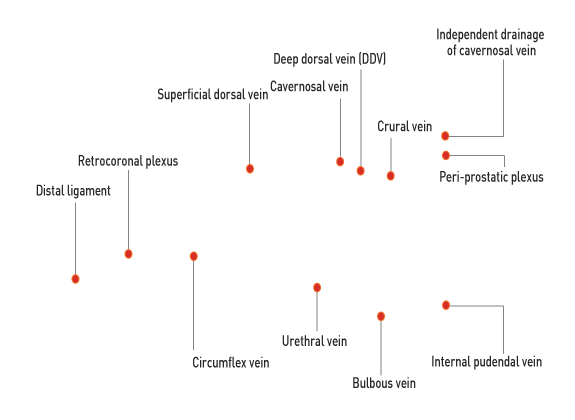 Independent drainage
of cavernosal vein
Deep dorsal vein (DDV)
Cavernosal vein
Superficial dorsal vein
Crural vein
Retrocoronal plexus
Peri-prostatic plexus
Distal ligament
Urethral vein
Circumflex vein
Internal pudendal vein
Bulbous vein